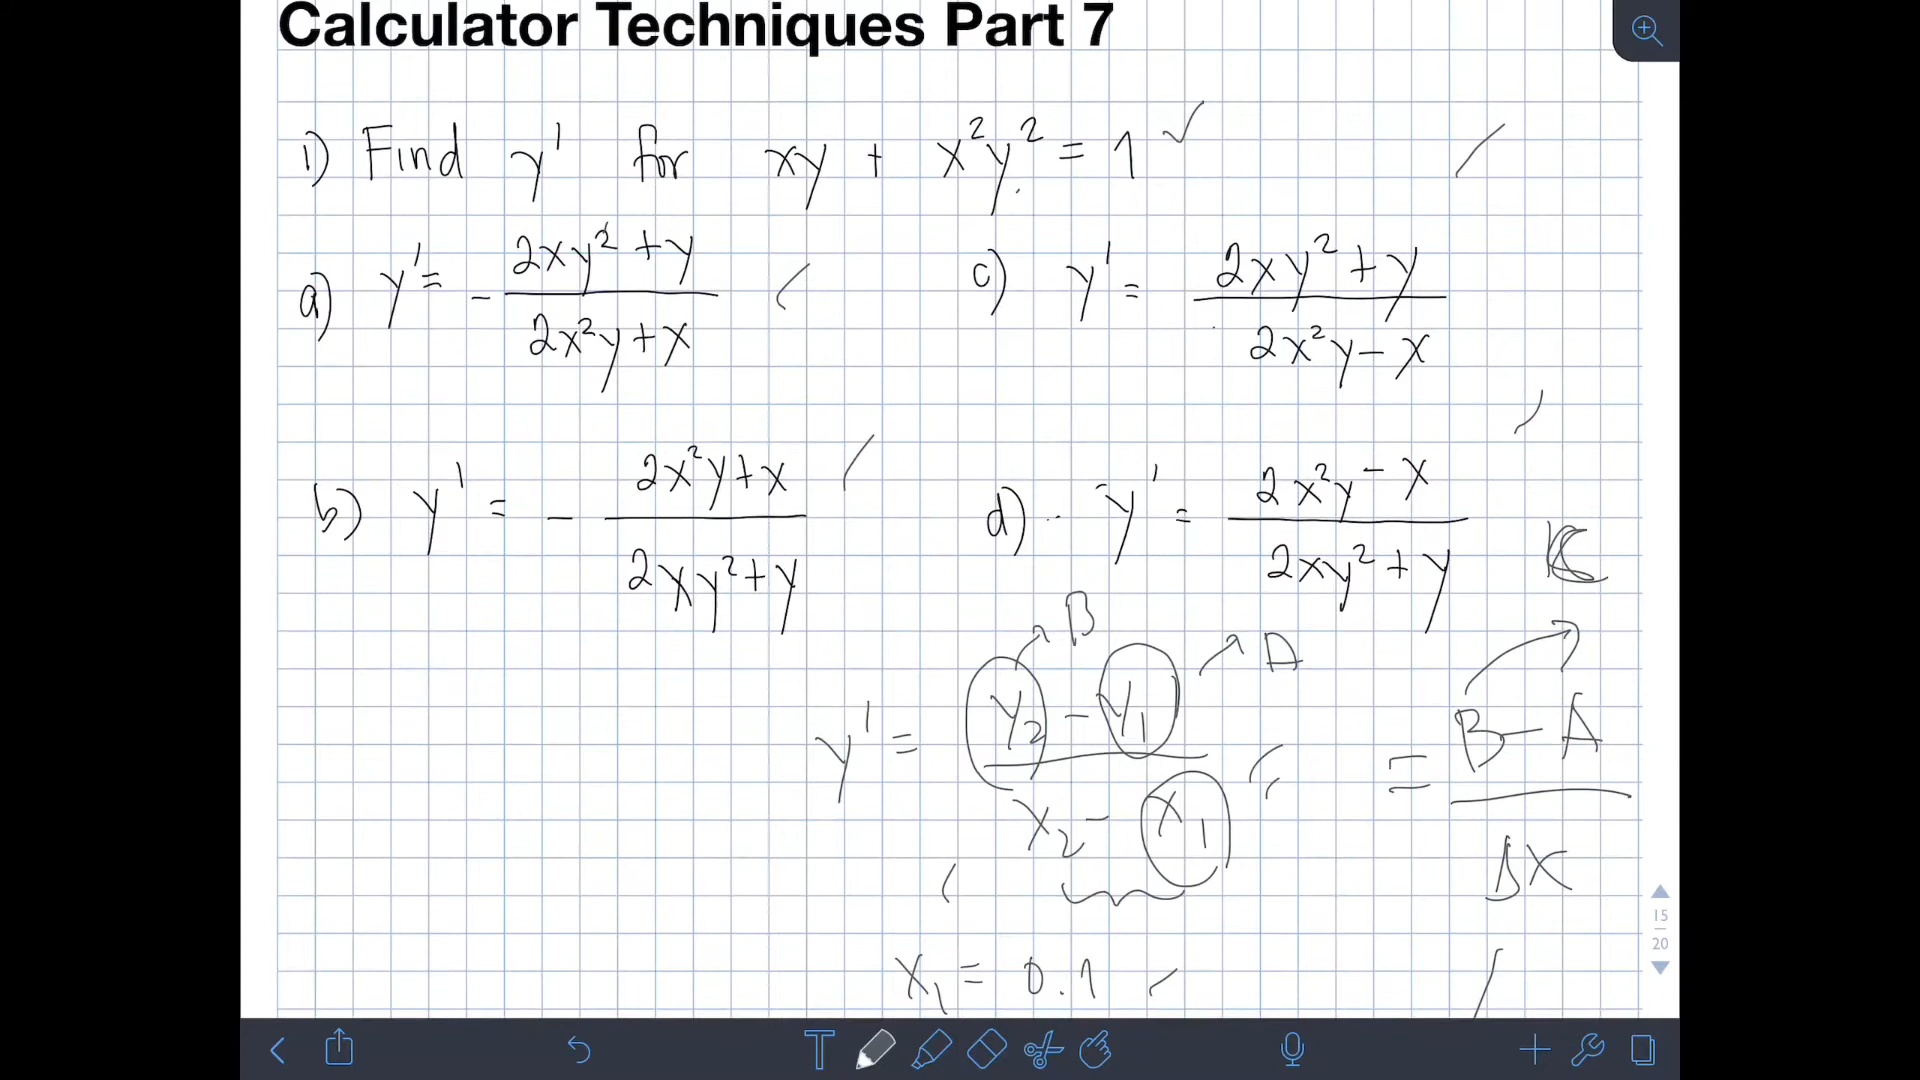 Calculator Techniques Part 7
1) Find y' for xy + x²y² = 1 ✓
a) y' = - (2xy² + y)/(2x²y + x)
c) y' = (2xy² + y)/(2x²y - x)
b) y' = - (2x²y + x)/(2xy² + y)
d) y' = (2x²y - x)/(2xy² + y)
B
A
y' = (y₂ - y₁)/(x₂ - x₁) = (B - A)/Δx
x₁ = 0.1
15
20
T